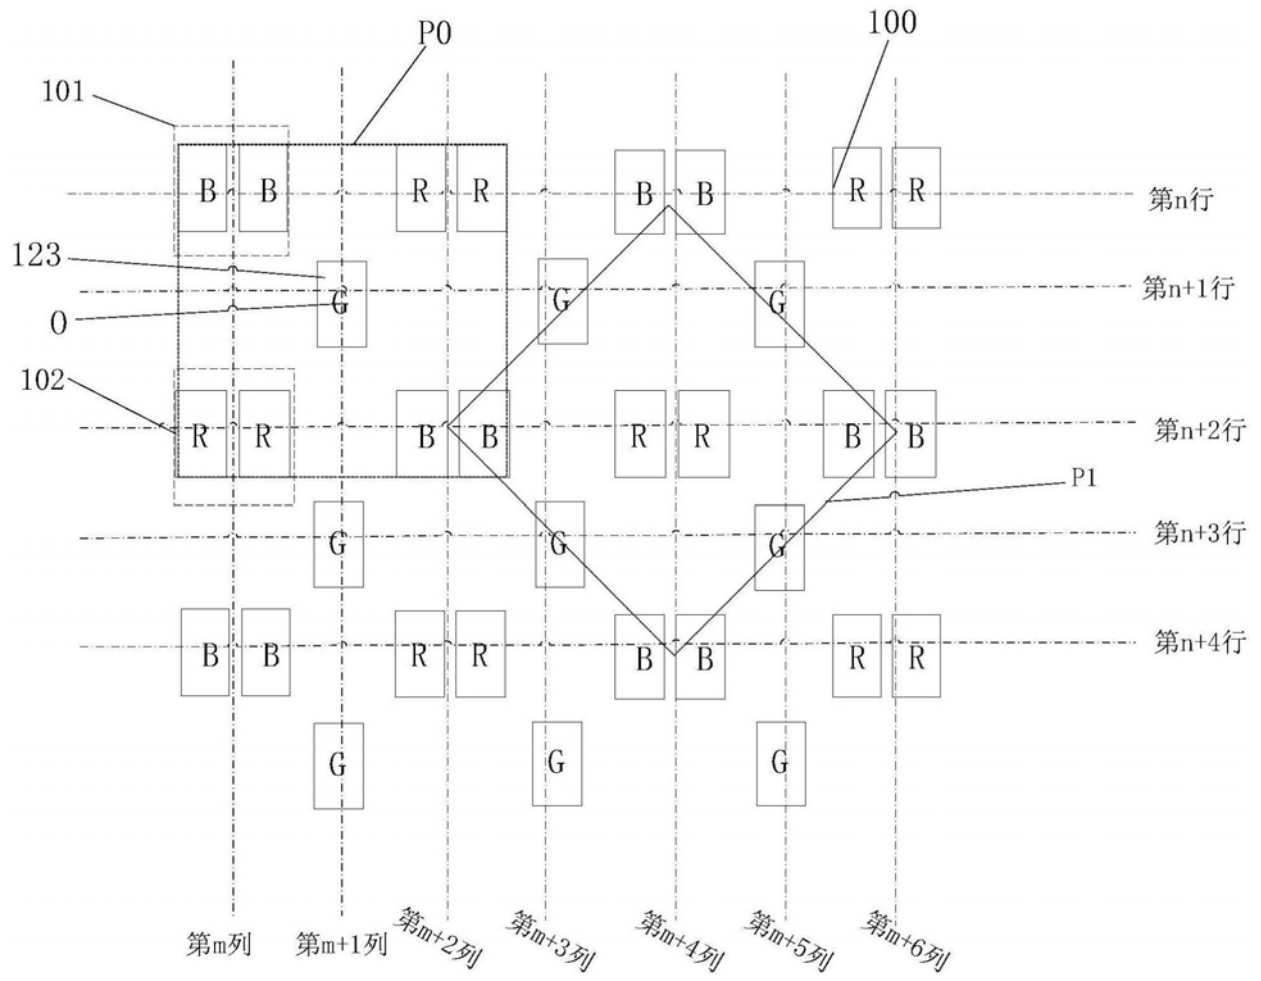 P0
100
101
B B R R B B R R
第n行
123
G G G
第n+1行
O
102
R R B B R R B B
第n+2行
P1
G G G
第n+3行
B B R R B B R R
第n+4行
G G G
第m列
第m+1列
第m+2列
第m+3列
第m+4列
第m+5列
第m+6列